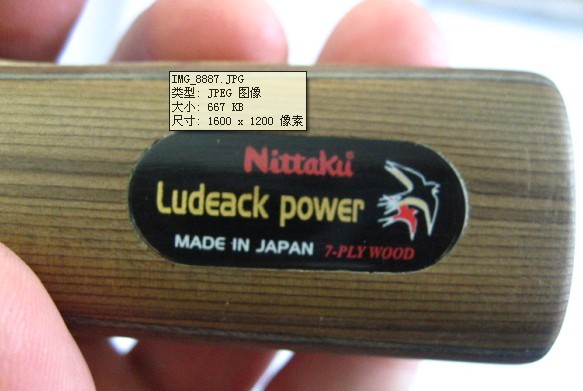 IMG_8887.JPG
类型: JPEG 图像
大小: 667 KB
尺寸: 1600 x 1200 像素
Nittaku
Ludeack power
MADE IN JAPAN 7-PLY WOOD